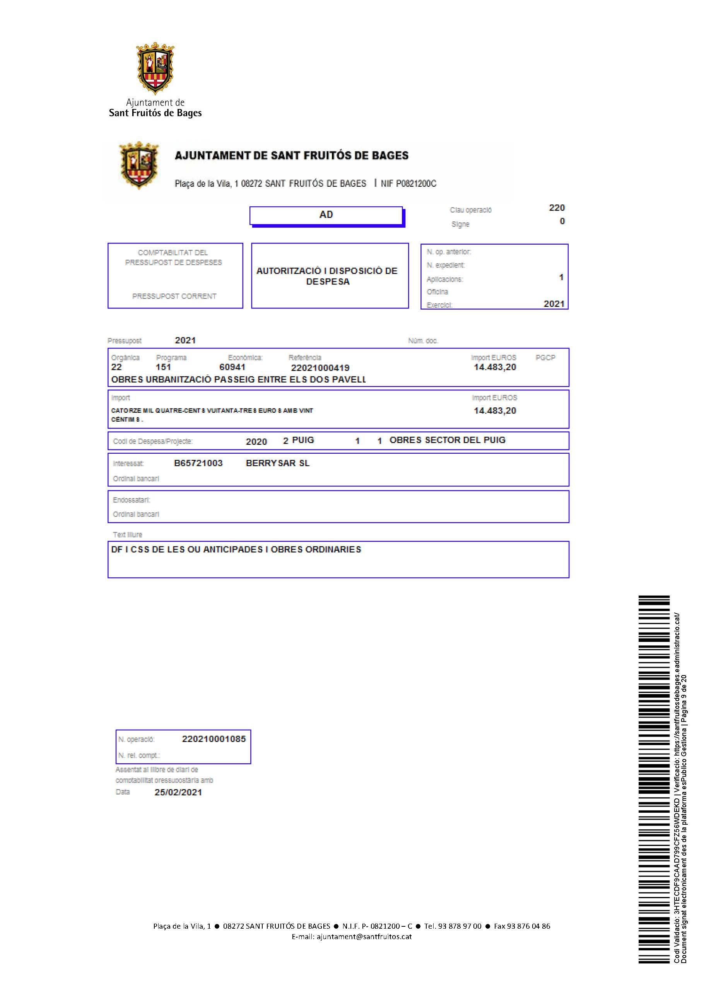 Ajuntament de
Sant Fruitós de Bages
AJUNTAMENT DE SANT FRUITÓS DE BAGES
Plaça de la Vila, 1 08272 SANT FRUITÓS DE BAGES | NIF P0821200C
AD
Clau operació 220
Signe 0
COMPTABILITAT DEL
PRESSUPOST DE DESPESES
PRESSUPOST CORRENT
AUTORITZACIÓ I DISPOSICIÓ DE
DESPESA
N. op. anterior:
N. expedient:
Aplicacions: 1
Oficina
Exercici: 2021
Pressupost 2021 Núm. doc.
Orgànica Programa Econòmica: Referència Import EUROS PGCP
22 151 60941 22021000419 14.483,20
OBRES URBANITZACIÓ PASSEIG ENTRE ELS DOS PAVELL
Import Import EUROS
CATORZE MIL QUATRE-CENTS VUITANTA-TRES EUROS AMB VINT 14.483,20
CÈNTIMS.
Codi de Despesa/Projecte: 2020 2 PUIG 1 1 OBRES SECTOR DEL PUIG
Interessat: B65721003 BERRYSAR SL
Ordinal bancari
Endossatari:
Ordinal bancari
Text lliure
DF I CSS DE LES OU ANTICIPADES I OBRES ORDINARIES
N. operació: 220210001085
N. rel. compt.:
Assentat al llibre de diari de
comptabilitat pressupostària amb
Data 25/02/2021
Plaça de la Vila, 1 ● 08272 SANT FRUITÓS DE BAGES ● N.I.F. P- 0821200 – C ● Tel. 93 878 97 00 ● Fax 93 876 04 86
E-mail: ajuntament@santfruitos.cat
Codi Validació: 3HTECDF9CAAD799CFZ56WDEKD | Verificació: https://santfruitosdebages.eadministracio.cat/
Document signat electrònicament des de la plataforma esPublico Gestiona | Pàgina 9 de 20